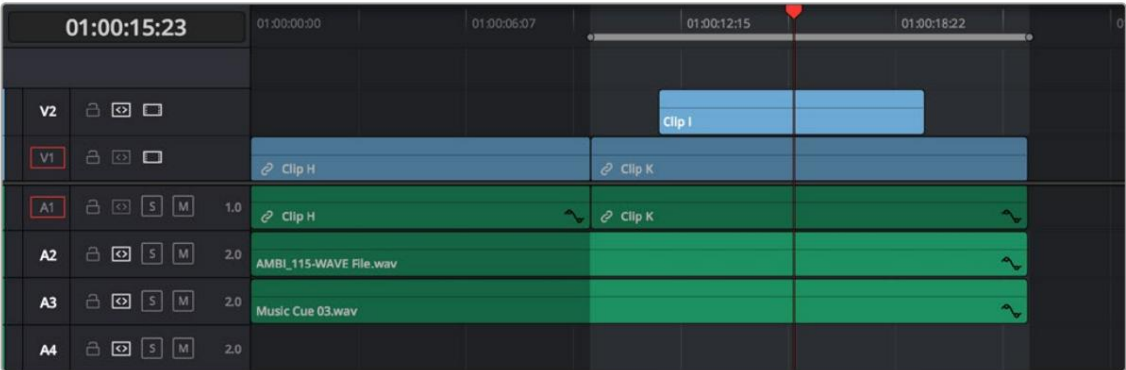 01:00:15:23 01:00:00:00 01:00:06:07 01:00:12:15 01:00:18:22 0
V2 Clip I
V1 Clip H Clip K
A1 S M 1.0 Clip H Clip K
A2 S M 2.0 AMBI_115-WAVE File.wav
A3 S M 2.0 Music Cue 03.wav
A4 S M 2.0